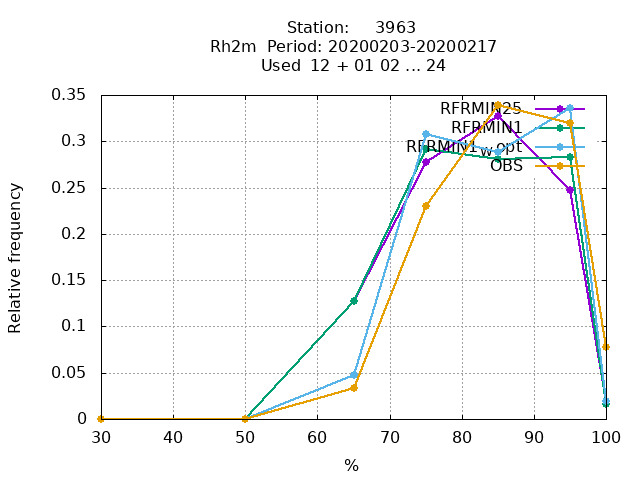 Station: 3963
Rh2m Period: 20200203-20200217
Used 12 + 01 02 ... 24
0.35
0.3
0.25
0.2
0.15
0.1
0.05
0
30 40 50 60 70 80 90 100
Relative frequency
%
RFRMIN25
RFRMIN1
RFRMIN1_w_opt
OBS